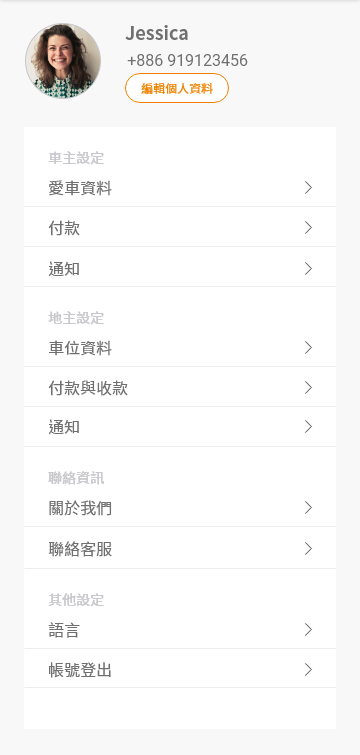 Jessica
+886 919123456
編輯個人資料
車主設定
愛車資料
付款
通知
地主設定
車位資料
付款與收款
通知
聯絡資訊
關於我們
聯絡客服
其他設定
語言
帳號登出